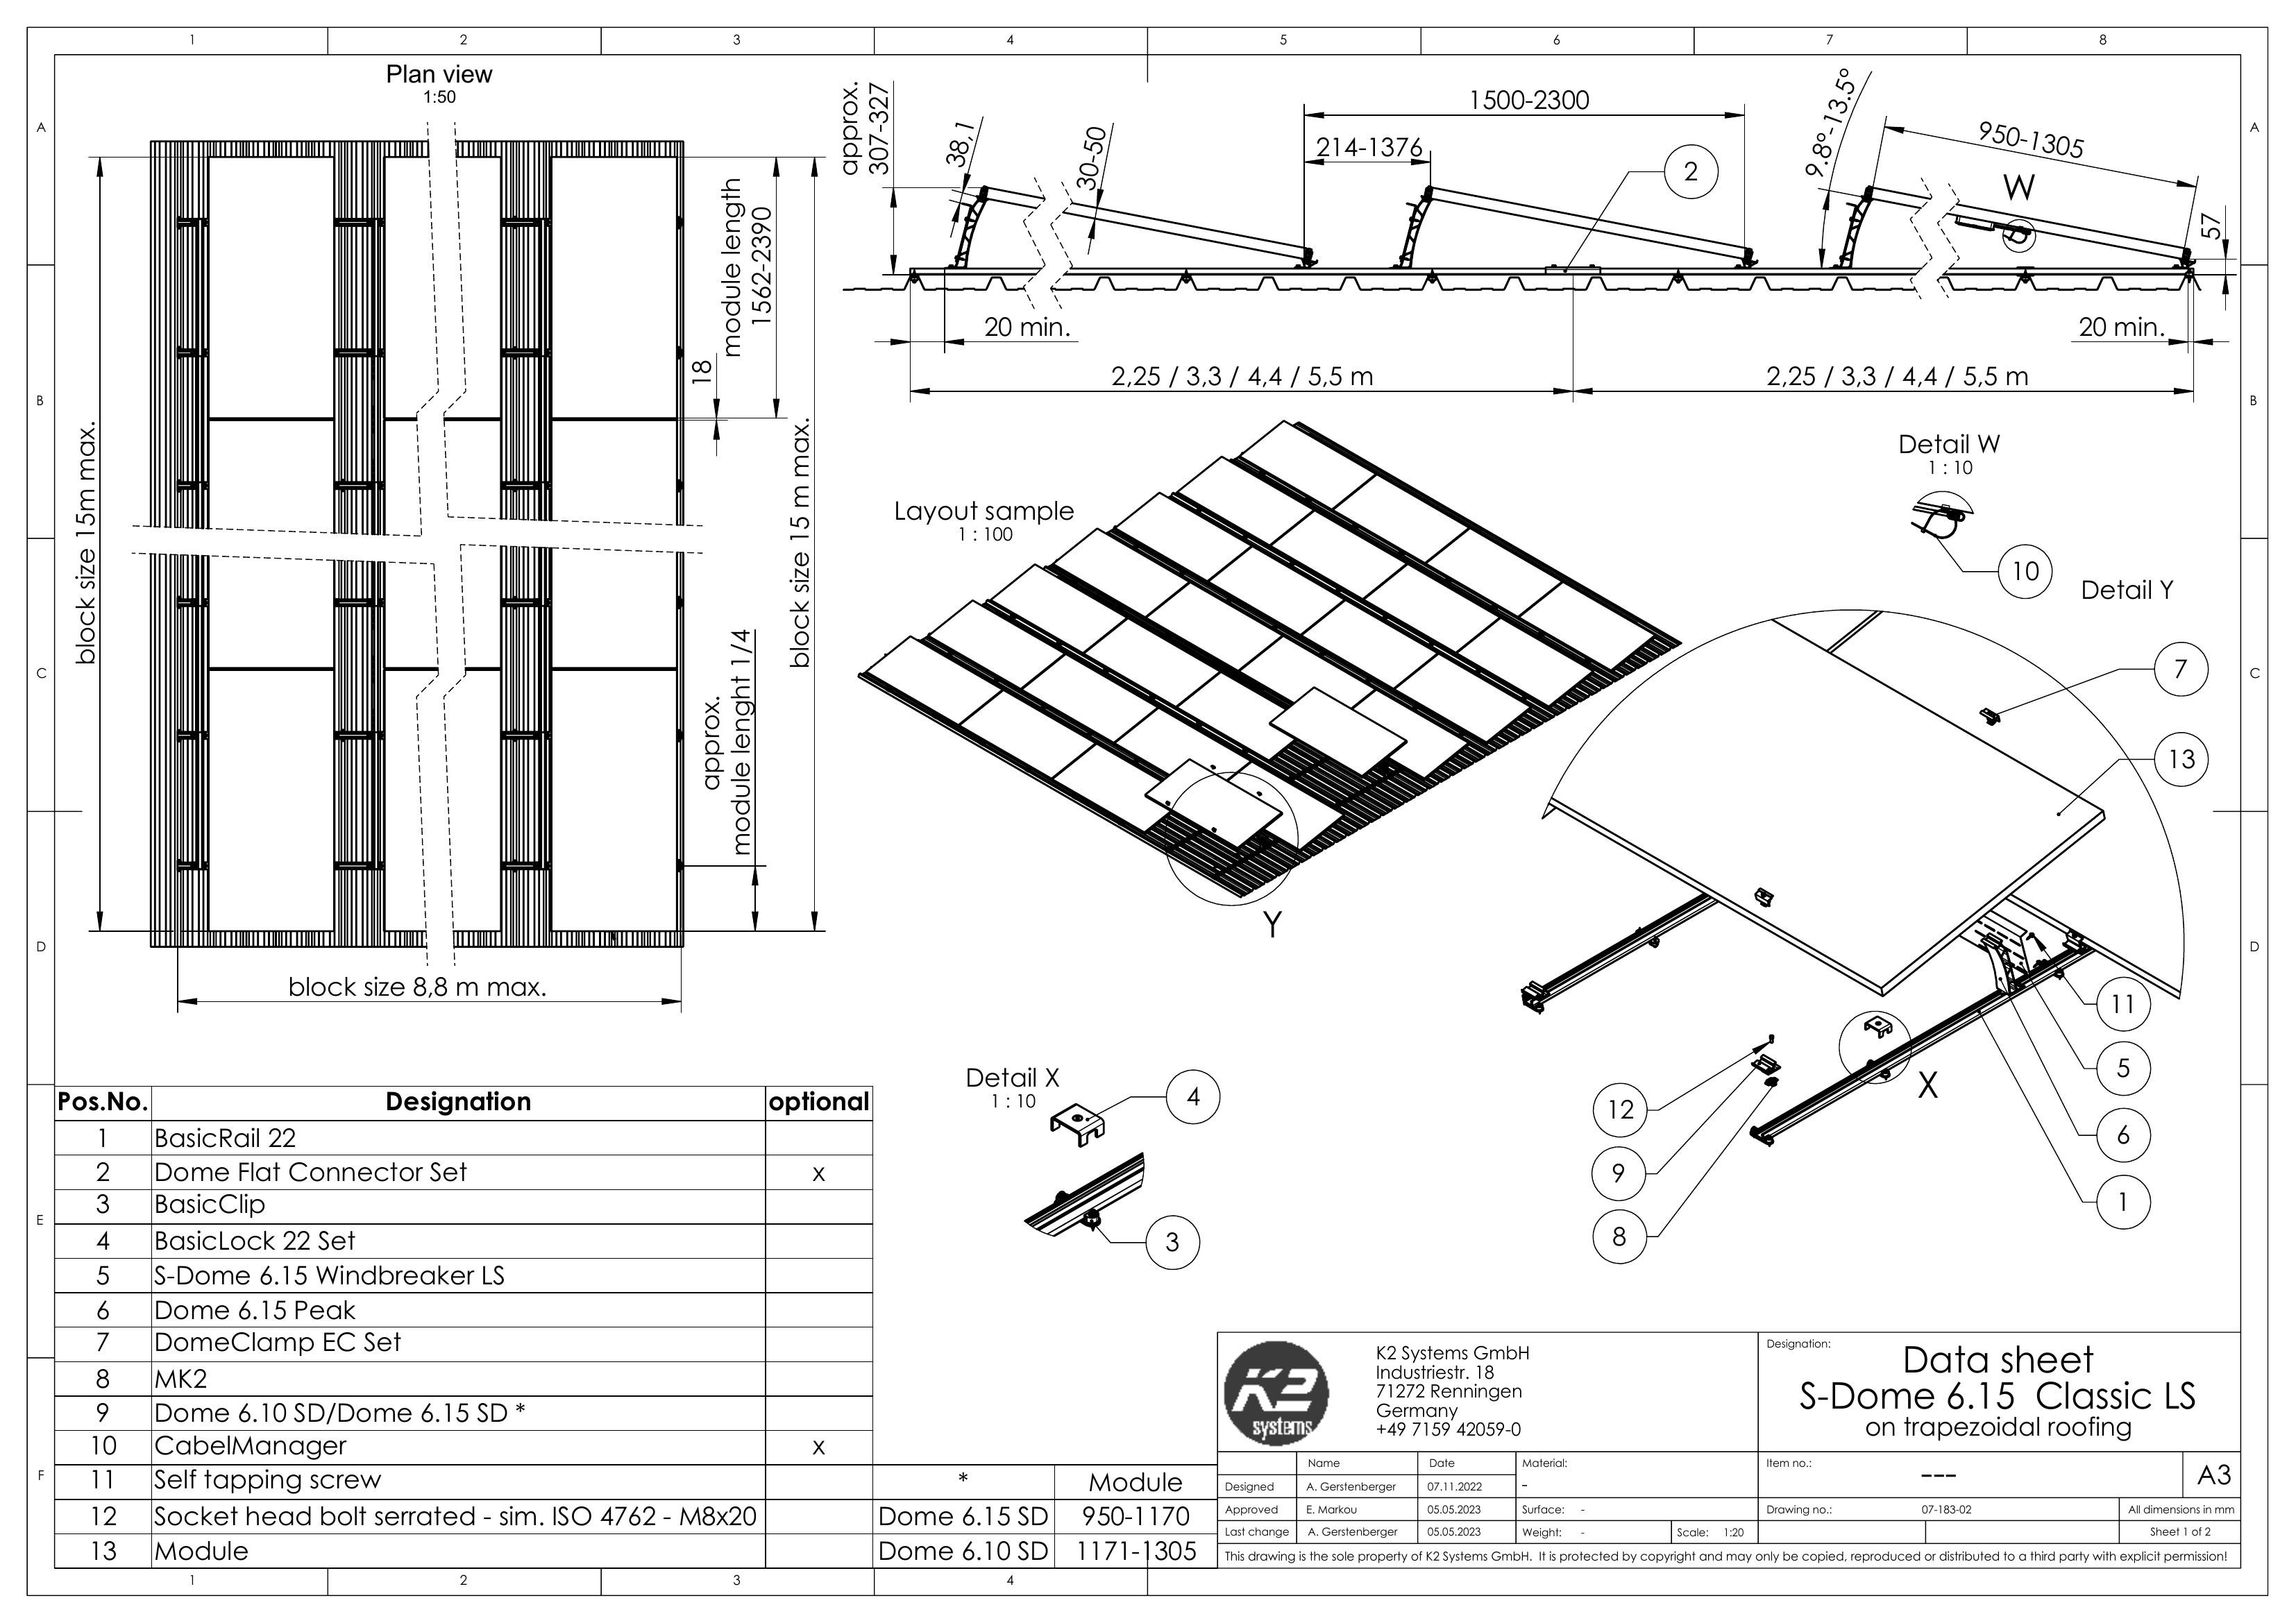 1 2 3 4 5 6 7 8
A
B
C
D
E
F
A
B
C
D
Plan view
1:50
block size 15m max.
18
module length
1562-2390
block size 15 m max.
approx.
module lenght 1/4
block size 8,8 m max.
approx.
307-327
38,1
30-50
1500-2300
214-1376
2
9.8°-13.5°
950-1305
W
57
20 min.
20 min.
2,25 / 3,3 / 4,4 / 5,5 m
2,25 / 3,3 / 4,4 / 5,5 m
Layout sample
1 : 100
Y
Detail W
1 : 10
10
Detail Y
7
13
11
5
6
1
X
12
9
8
Detail X
1 : 10
4
3
Pos.No. Designation optional
1 BasicRail 22
2 Dome Flat Connector Set x
3 BasicClip
4 BasicLock 22 Set
5 S-Dome 6.15 Windbreaker LS
6 Dome 6.15 Peak
7 DomeClamp EC Set
8 MK2
9 Dome 6.10 SD/Dome 6.15 SD *
10 CabelManager x
11 Self tapping screw
12 Socket head bolt serrated - sim. ISO 4762 - M8x20
13 Module
* Module
Dome 6.15 SD 950-1170
Dome 6.10 SD 1171-1305
K2
systems
K2 Systems GmbH
Industriestr. 18
71272 Renningen
Germany
+49 7159 42059-0
Designation:
Data sheet
S-Dome 6.15 Classic LS
on trapezoidal roofing
Name Date Material:
Designed A. Gerstenberger 07.11.2022 -
Approved E. Markou 05.05.2023 Surface: -
Last change A. Gerstenberger 05.05.2023 Weight: - Scale: 1:20
Item no.: --- A3
Drawing no.: 07-183-02 All dimensions in mm
Sheet 1 of 2
This drawing is the sole property of K2 Systems GmbH. It is protected by copyright and may only be copied, reproduced or distributed to a third party with explicit permission!
1 2 3 4